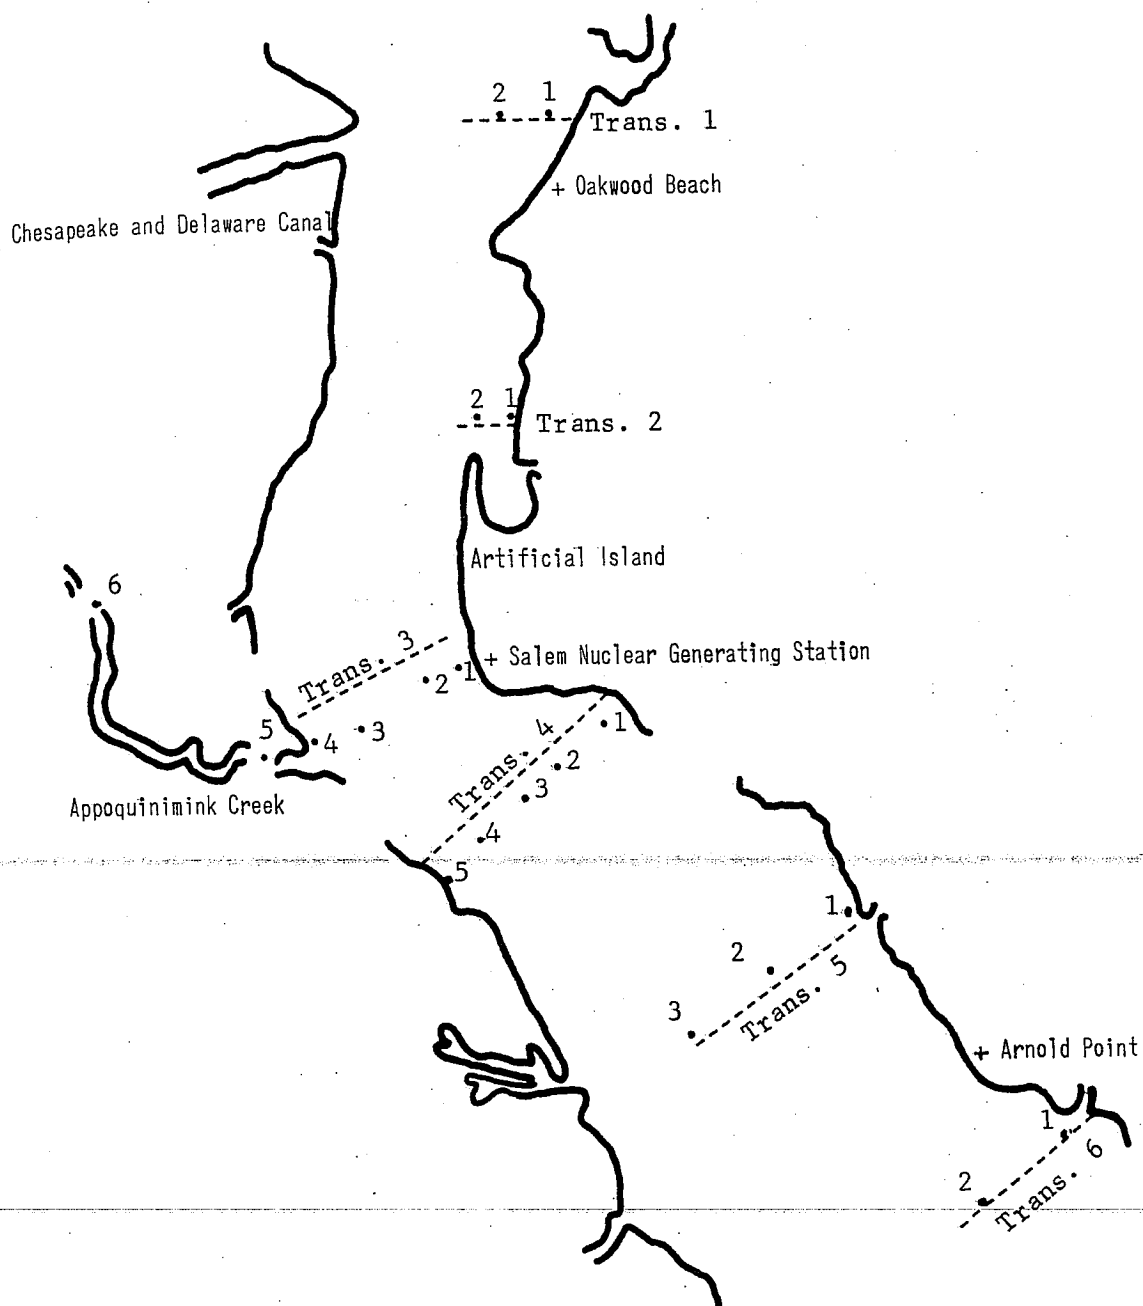 2 1
Trans. 1
+ Oakwood Beach
Chesapeake and Delaware Canal
2 1
Trans. 2
Artificial Island
6
Trans. 3
+ Salem Nuclear Generating Station
1
2
3
4
5
Appoquinimink Creek
Trans. 4
1
2
3
4
5
1
2
3
Trans. 5
+ Arnold Point
1
2
Trans. 6